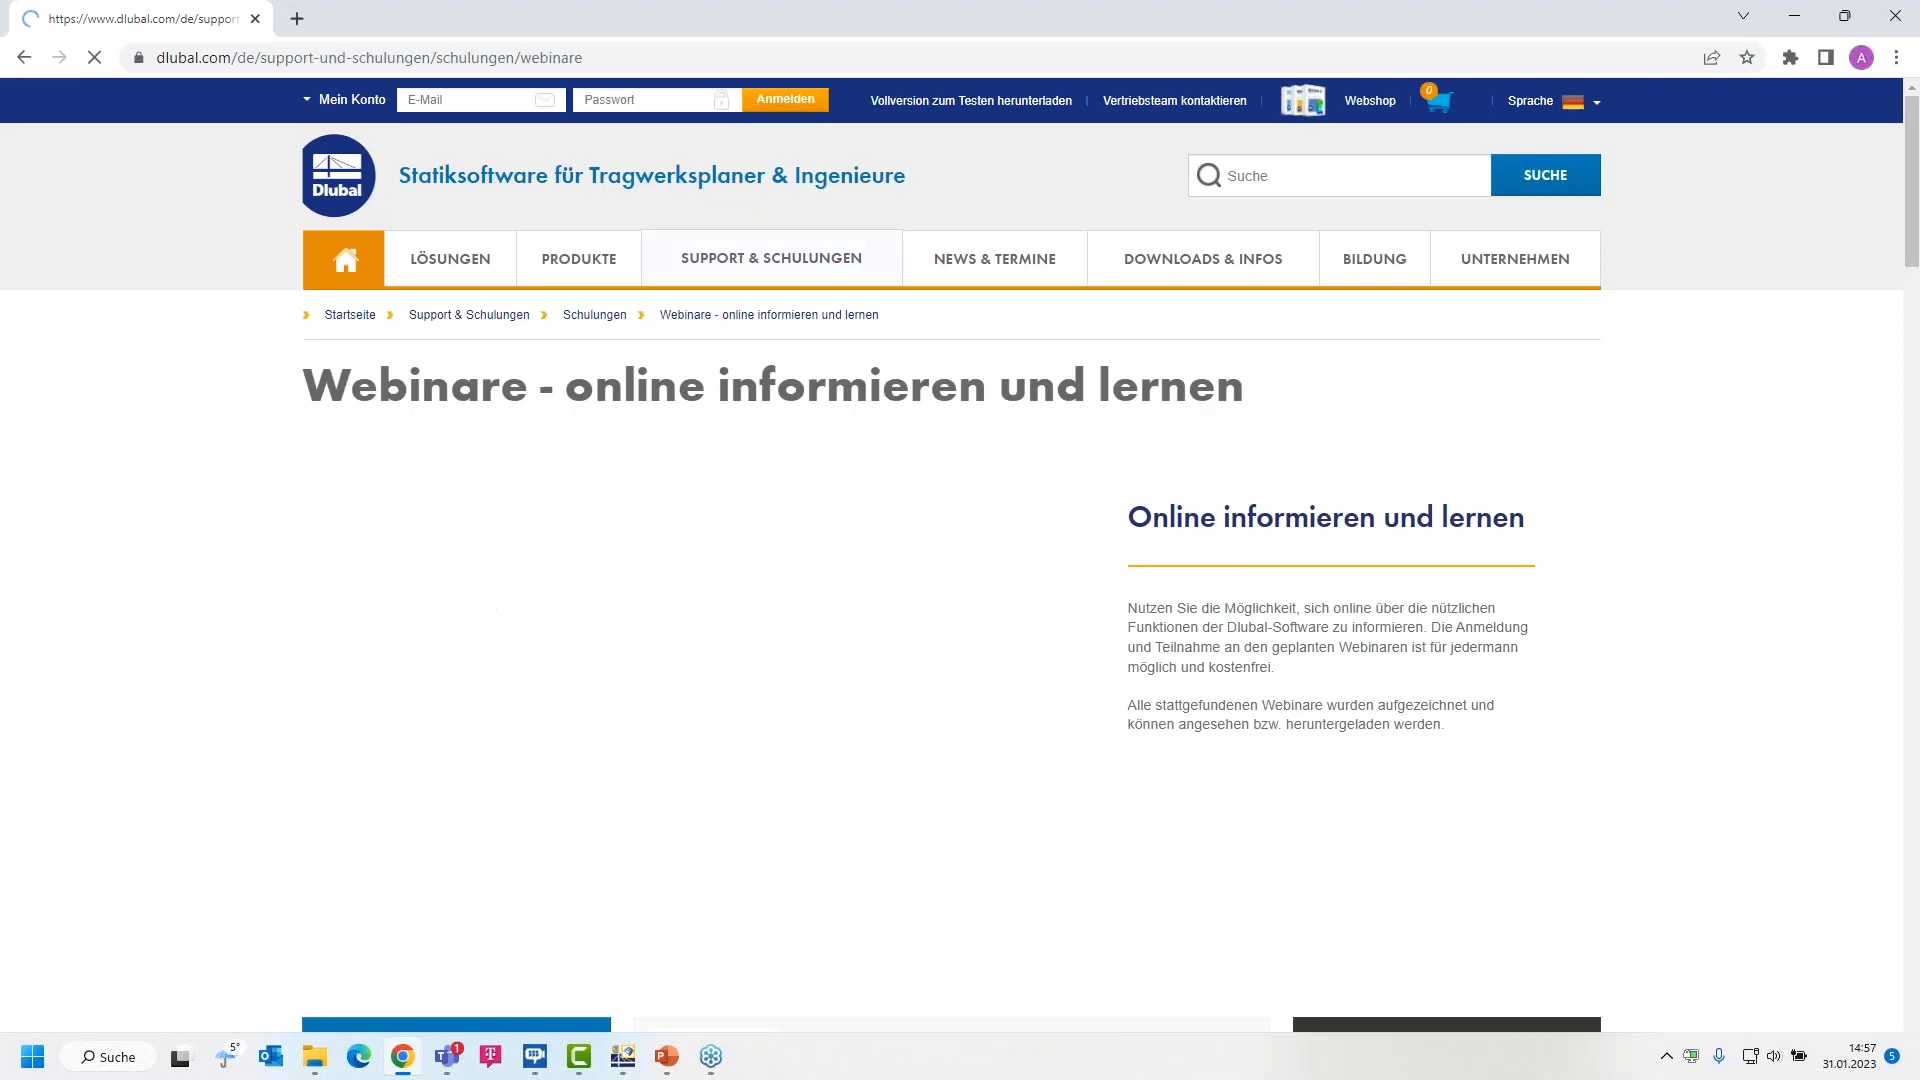 https://www.dlubal.com/de/suppor
dlubal.com/de/support-und-schulungen/schulungen/webinare
A
Mein Konto
E-Mail
Passwort
Anmelden
Vollversion zum Testen herunterladen
Vertriebsteam kontaktieren
Webshop
0
Sprache
Dlubal
Statiksoftware für Tragwerksplaner & Ingenieure
Suche
SUCHE
LÖSUNGEN
PRODUKTE
SUPPORT & SCHULUNGEN
NEWS & TERMINE
DOWNLOADS & INFOS
BILDUNG
UNTERNEHMEN
Startseite
Support & Schulungen
Schulungen
Webinare - online informieren und lernen
Webinare - online informieren und lernen
Online informieren und lernen
Nutzen Sie die Möglichkeit, sich online über die nützlichen
Funktionen der Dlubal-Software zu informieren. Die Anmeldung
und Teilnahme an den geplanten Webinaren ist für jedermann
möglich und kostenfrei.
Alle stattgefundenen Webinare wurden aufgezeichnet und
können angesehen bzw. heruntergeladen werden.
Suche
5°
1
14:57
31.01.2023
5